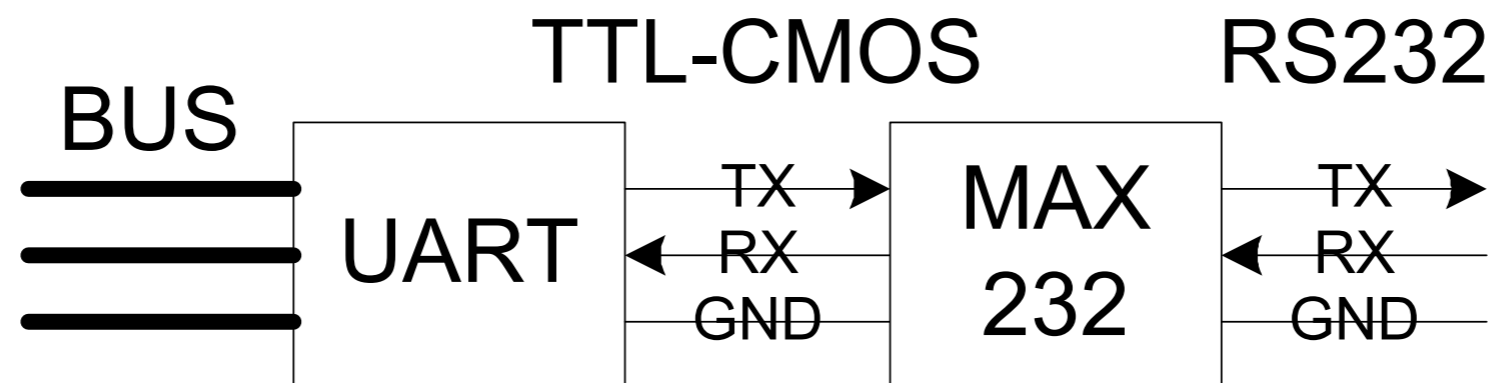 TTL-CMOS RS232
BUS
UART
TX
RX
GND
MAX
232
TX
RX
GND